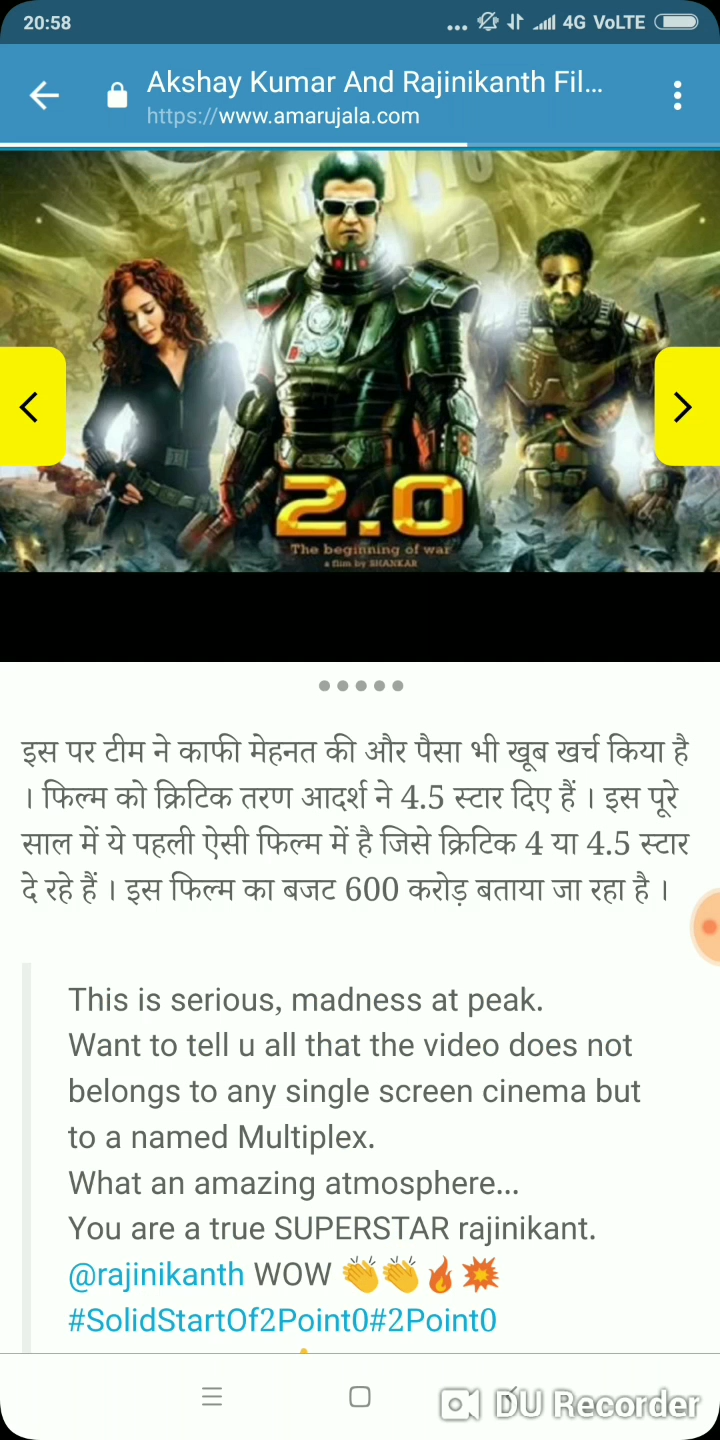 20:58
4G VoLTE
Akshay Kumar And Rajinikanth Fil...
https://www.amarujala.com
GET READY TO
2.0
The beginning of war
a film by SHANKAR
इस पर टीम ने काफी मेहनत की और पैसा भी खूब खर्च किया है
। फिल्म को क्रिटिक तरण आदर्श ने 4.5 स्टार दिए हैं । इस पूरे
साल में ये पहली ऐसी फिल्म में है जिसे क्रिटिक 4 या 4.5 स्टार
दे रहे हैं । इस फिल्म का बजट 600 करोड़ बताया जा रहा है ।
This is serious, madness at peak.
Want to tell u all that the video does not
belongs to any single screen cinema but
to a named Multiplex.
What an amazing atmosphere...
You are a true SUPERSTAR rajinikant.
@rajinikanth WOW 👏👏🔥💥
#SolidStartOf2Point0#2Point0
DU Recorder